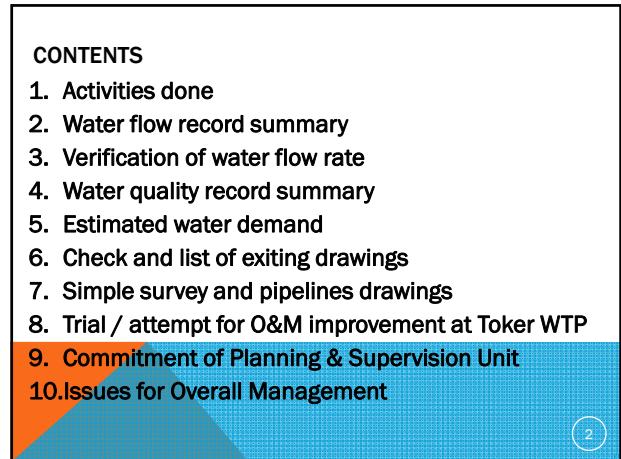 CONTENTS
1. Activities done
2. Water flow record summary
3. Verification of water flow rate
4. Water quality record summary
5. Estimated water demand
6. Check and list of exiting drawings
7. Simple survey and pipelines drawings
8. Trial / attempt for O&M improvement at Toker WTP
9. Commitment of Planning & Supervision Unit
10.Issues for Overall Management
2